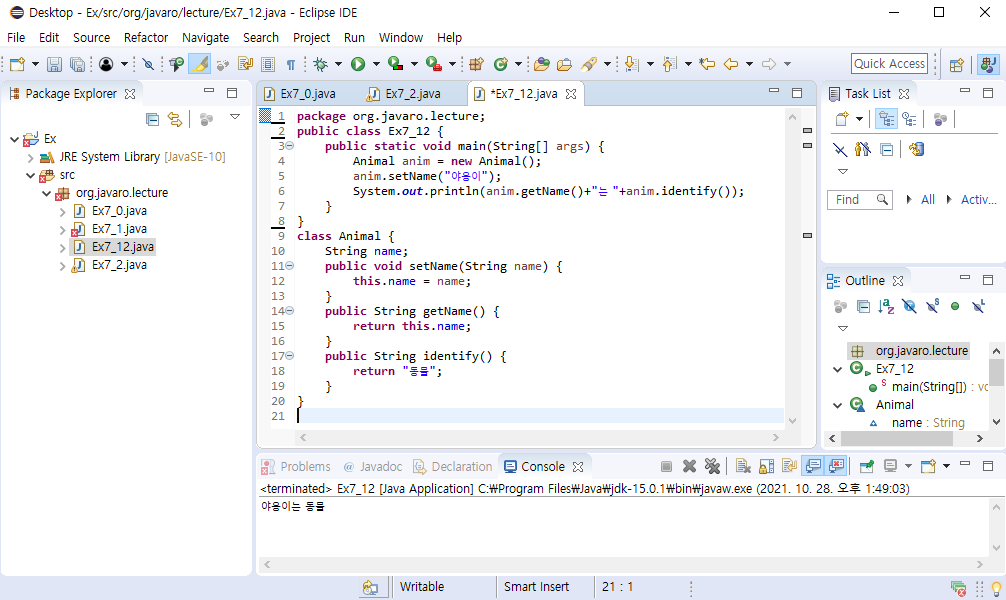 Desktop - Ex/src/org/javaro/lecture/Ex7_12.java - Eclipse IDE
File Edit Source Refactor Navigate Search Project Run Window Help
Quick Access
Package Explorer
Ex
JRE System Library [JavaSE-10]
src
org.javaro.lecture
Ex7_0.java
Ex7_1.java
Ex7_12.java
Ex7_2.java
Ex7_0.java Ex7_2.java *Ex7_12.java
1 package org.javaro.lecture;
2 public class Ex7_12 {
3 public static void main(String[] args) {
4 Animal anim = new Animal();
5 anim.setName("야옹이");
6 System.out.println(anim.getName()+"는 "+anim.identify());
7 }
8 }
9 class Animal {
10 String name;
11 public void setName(String name) {
12 this.name = name;
13 }
14 public String getName() {
15 return this.name;
16 }
17 public String identify() {
18 return "동물";
19 }
20 }
21
Task List
Find All Activ...
Outline
org.javaro.lecture
Ex7_12
S main(String[]) : vo
Animal
name : String
Problems @ Javadoc Declaration Console
<terminated> Ex7_12 [Java Application] C:₩Program Files₩Java₩jdk-15.0.1₩bin₩javaw.exe (2021. 10. 28. 오후 1:49:03)
야옹이는 동물
Writable Smart Insert 21 : 1